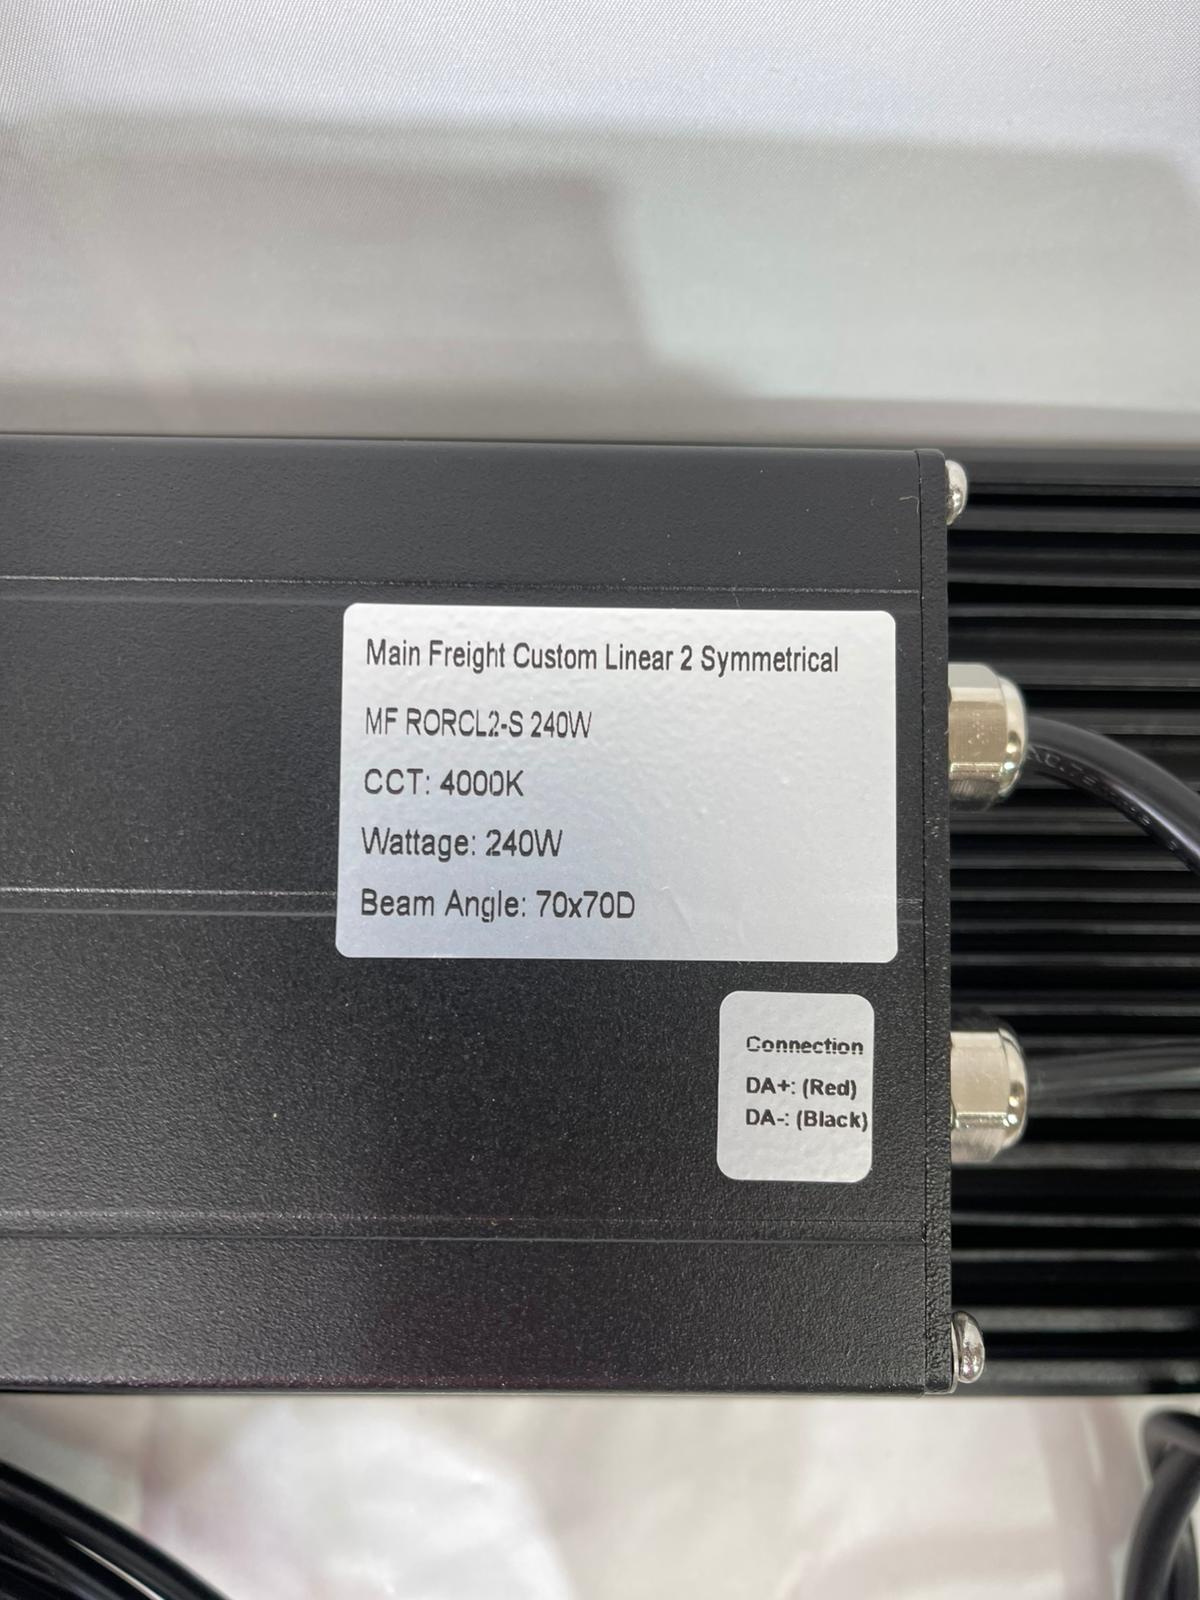 Main Freight Custom Linear 2 Symmetrical
MF RORCL2-S 240W
CCT: 4000K
Wattage: 240W
Beam Angle: 70x70D
Connection
DA+: (Red)
DA-: (Black)